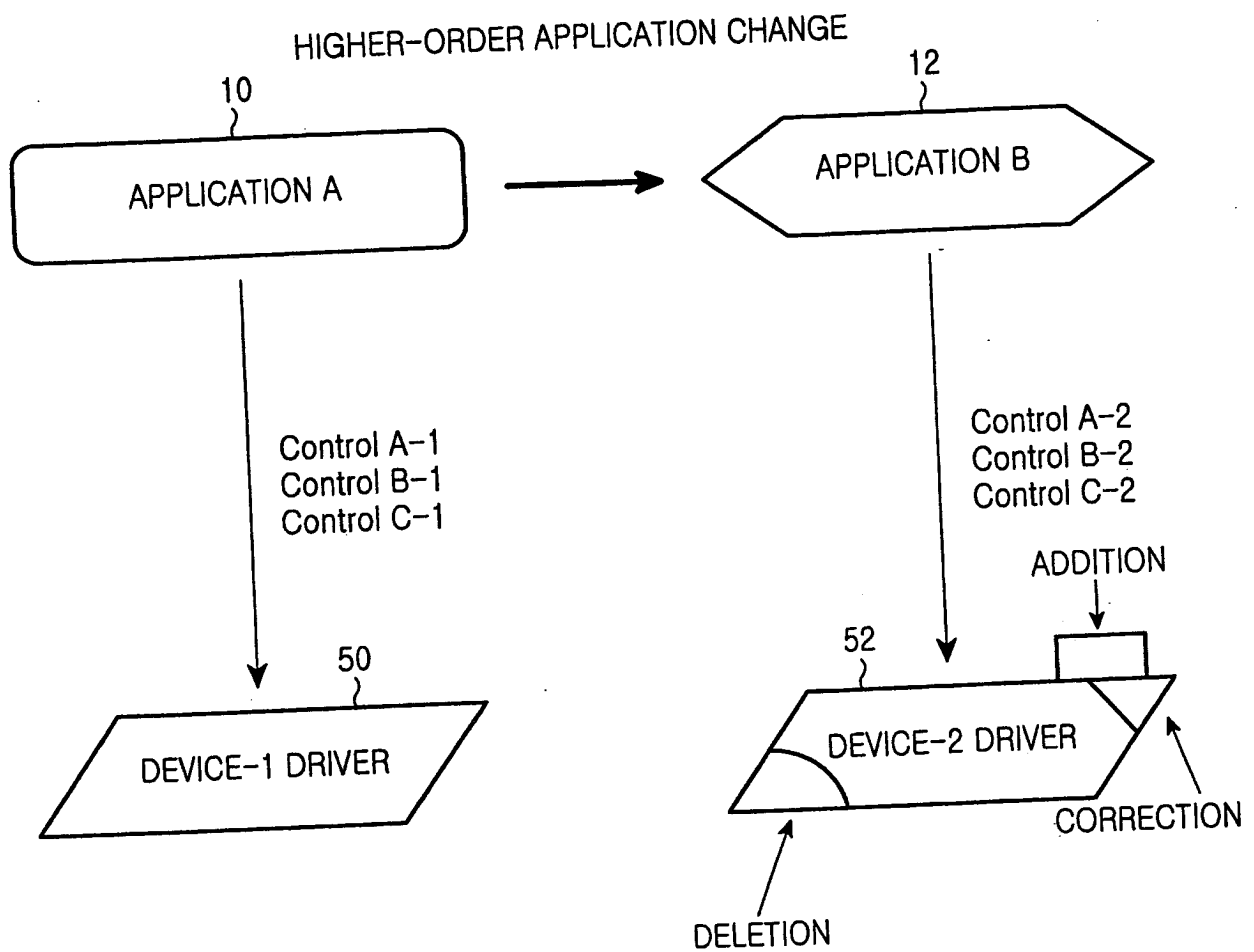 HIGHER-ORDER APPLICATION CHANGE
10
12
APPLICATION A
APPLICATION B
Control A-1
Control B-1
Control C-1
Control A-2
Control B-2
Control C-2
ADDITION
50
52
DEVICE-1 DRIVER
DEVICE-2 DRIVER
CORRECTION
DELETION